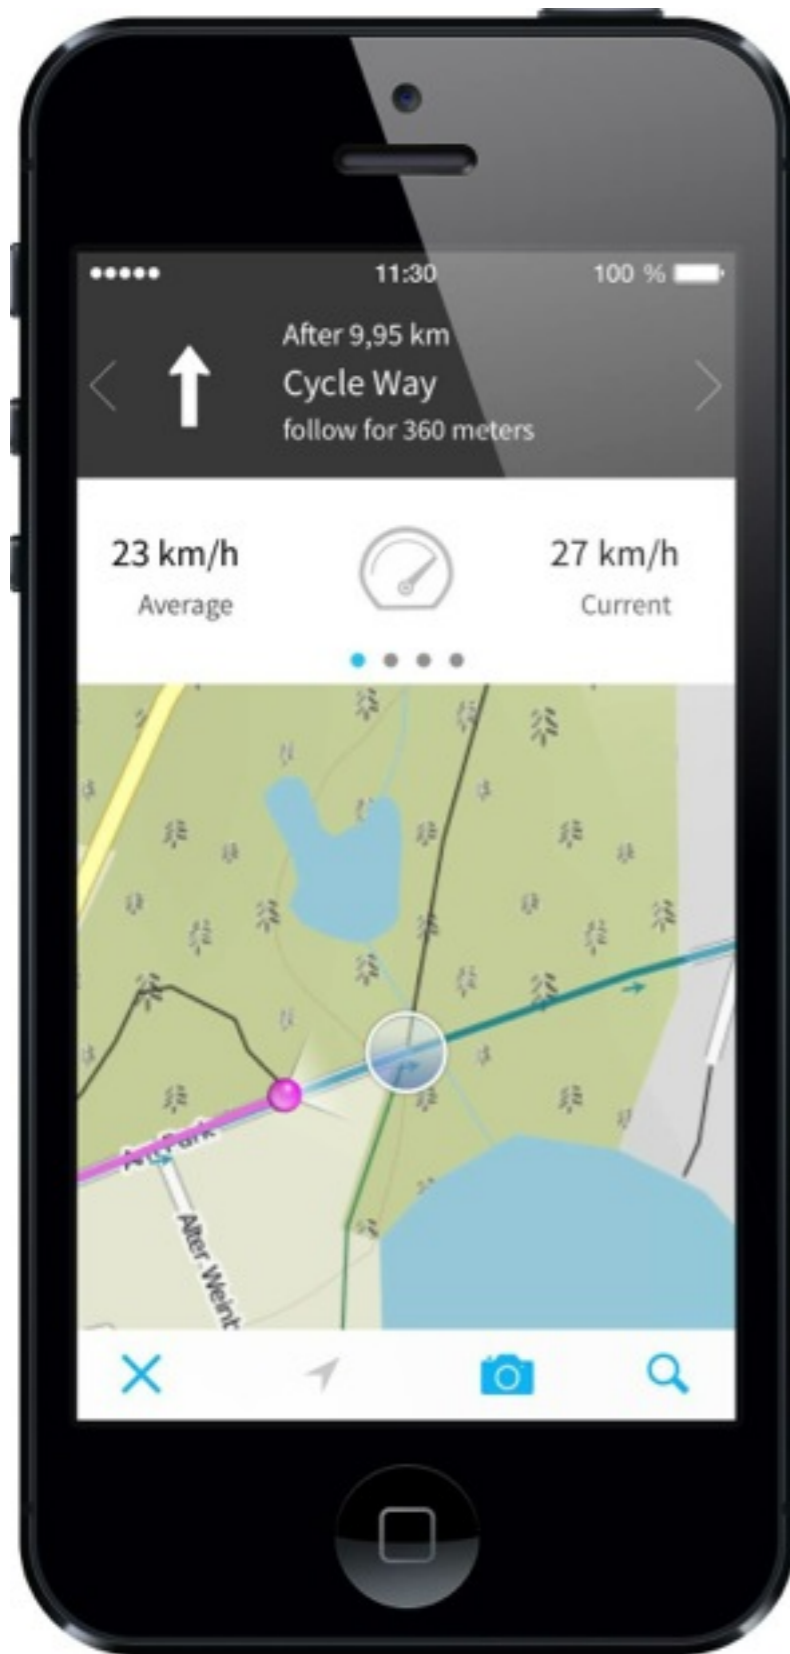 11:30
100 %
After 9,95 km
Cycle Way
follow for 360 meters
23 km/h
27 km/h
Average
Current
Alter Weinb